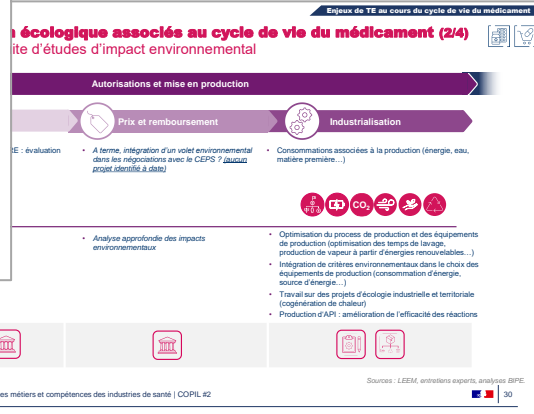 Enjeux de TE au cours du cycle de vie du médicament
écologique associés au cycle de vie du médicament (2/4)
ite d'études d'impact environnemental
Autorisations et mise en production
Prix et remboursement
Industrialisation
RE : évaluation
• A terme, intégration d'un volet environnemental
dans les négociations avec le CEPS ? (aucun
projet identifié à date)
• Consommations associées à la production (énergie, eau,
matière première…)
CO2
• Analyse approfondie des impacts
environnementaux
• Optimisation du process de production et des équipements
de production (optimisation des temps de lavage,
production de vapeur à partir d'énergies renouvelables…)
• Intégration de critères environnementaux dans le choix des
équipements de production (consommation d'énergie,
source d'énergie…)
• Travail sur des projets d'écologie industrielle et territoriale
(cogénération de chaleur)
• Production d'API : amélioration de l'efficacité des réactions
Sources : LEEM, entretiens experts, analyses BIPE.
es métiers et compétences des industries de santé | COPIL #2
30